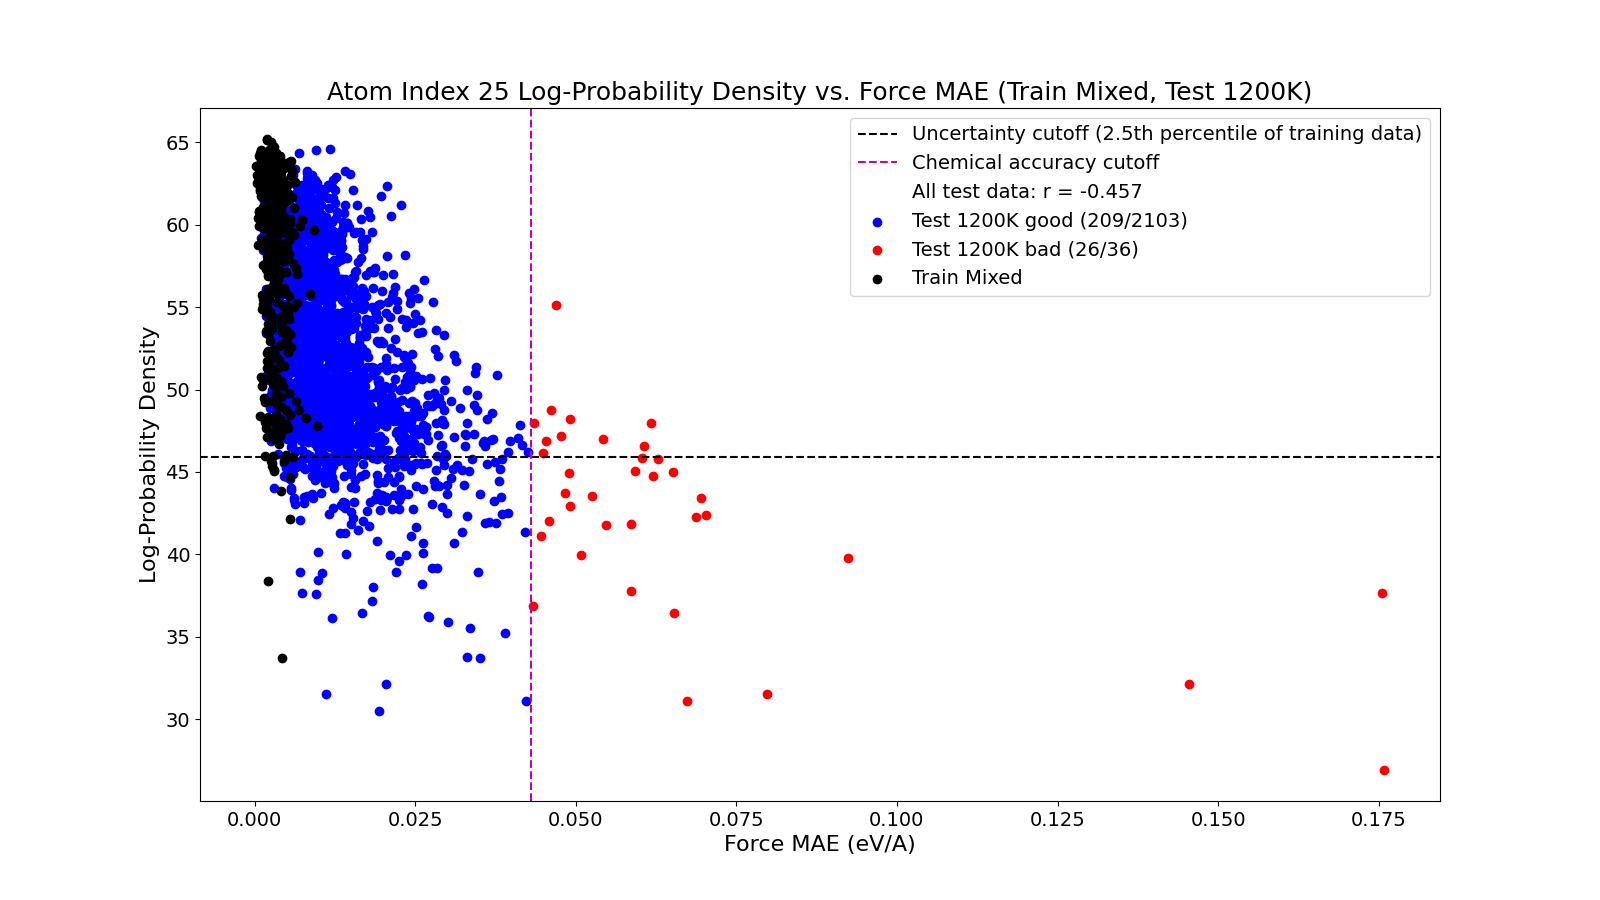 Atom Index 25 Log-Probability Density vs. Force MAE (Train Mixed, Test 1200K)
Uncertainty cutoff (2.5th percentile of training data)
Chemical accuracy cutoff
All test data: r = -0.457
Test 1200K good (209/2103)
Test 1200K bad (26/36)
Train Mixed
Log-Probability Density
65
60
55
50
45
40
35
30
0.000 0.025 0.050 0.075 0.100 0.125 0.150 0.175
Force MAE (eV/A)